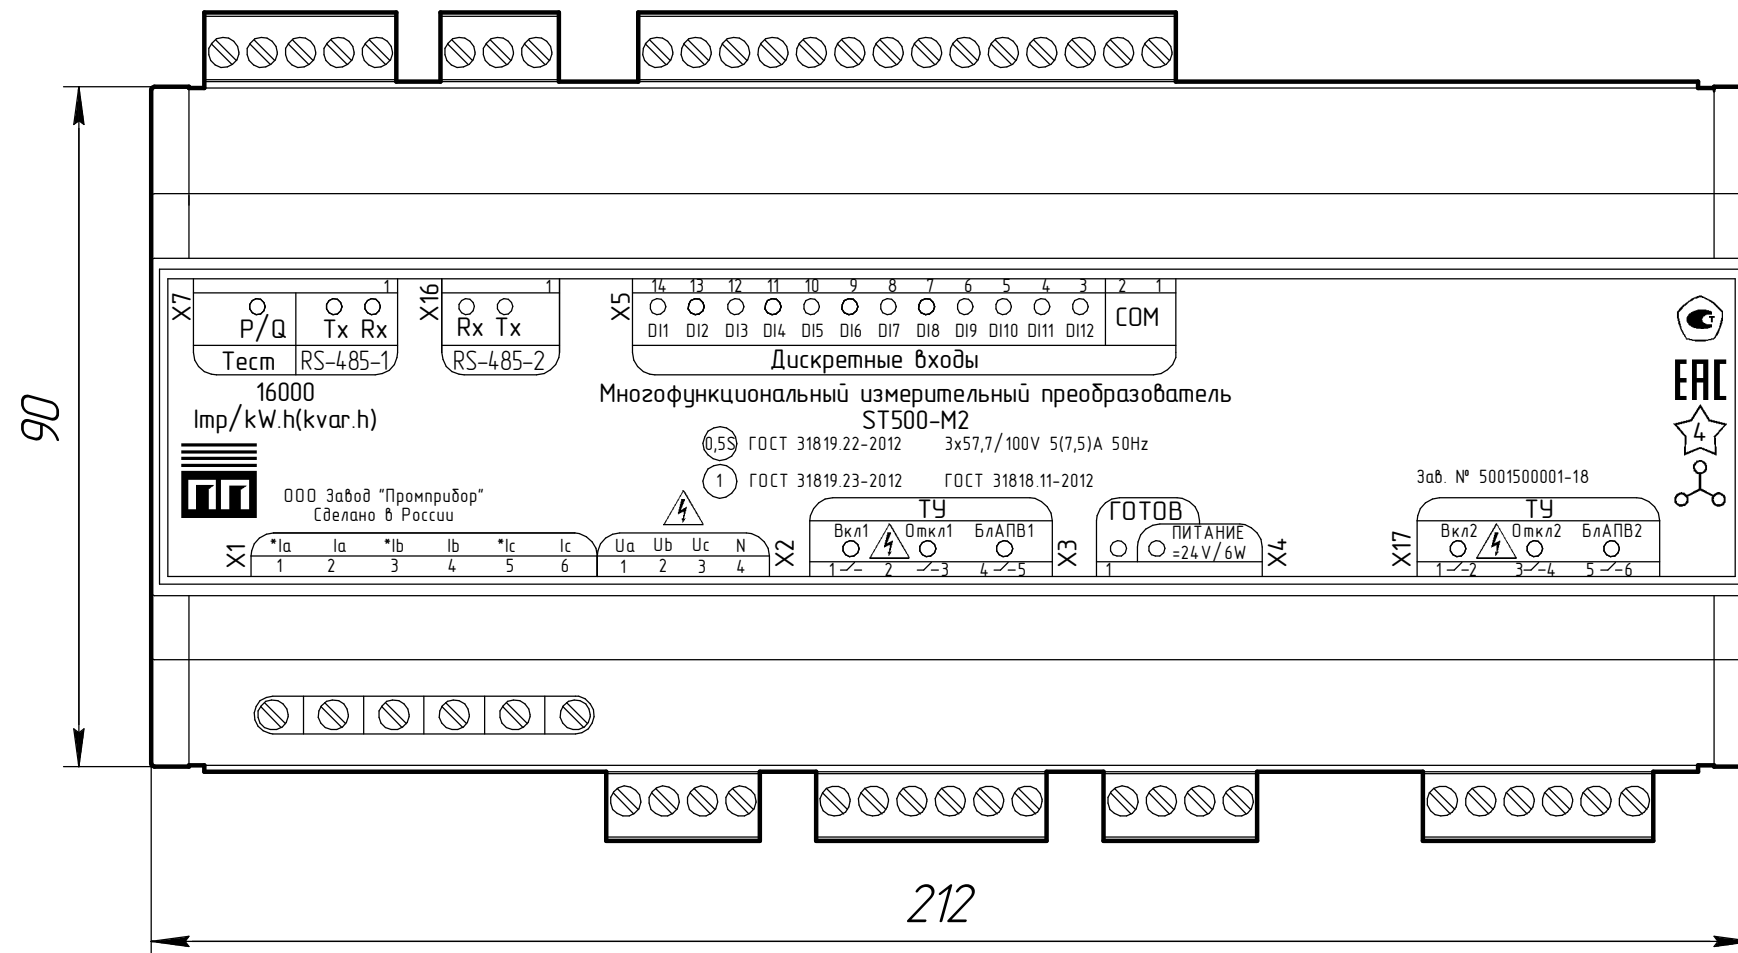 X7
1
P/Q Tx Rx
Тест RS-485-1
X16
1
Rx Tx
RS-485-2
X5
14 13 12 11 10 9 8 7 6 5 4 3 2 1
DI1 DI2 DI3 DI4 DI5 DI6 DI7 DI8 DI9 DI10 DI11 DI12 COM
Дискретные входы
16000
Imp/kW.h(kvar.h)
Многофункциональный измерительный преобразователь
ST500-M2
0,5S ГОСТ 31819.22-2012 3x57,7/100V 5(7,5)A 50Hz
1 ГОСТ 31819.23-2012 ГОСТ 31818.11-2012
С Т
ЕАС
4
Зав. № 5001500001-18
ПП
ООО Завод "Промприбор"
Сделано в России
X1
*Ia Ia *Ib Ib *Ic Ic
1 2 3 4 5 6
Ua Ub Uc N
1 2 3 4
X2
ТУ
Вкл1 Откл1 БлАПВ1
1 2 3 4 5
X3
ГОТОВ
ПИТАНИЕ
=24V/6W
1
X4
X17
ТУ
Вкл2 Откл2 БлАПВ2
1 2 3 4 5 6
90
212